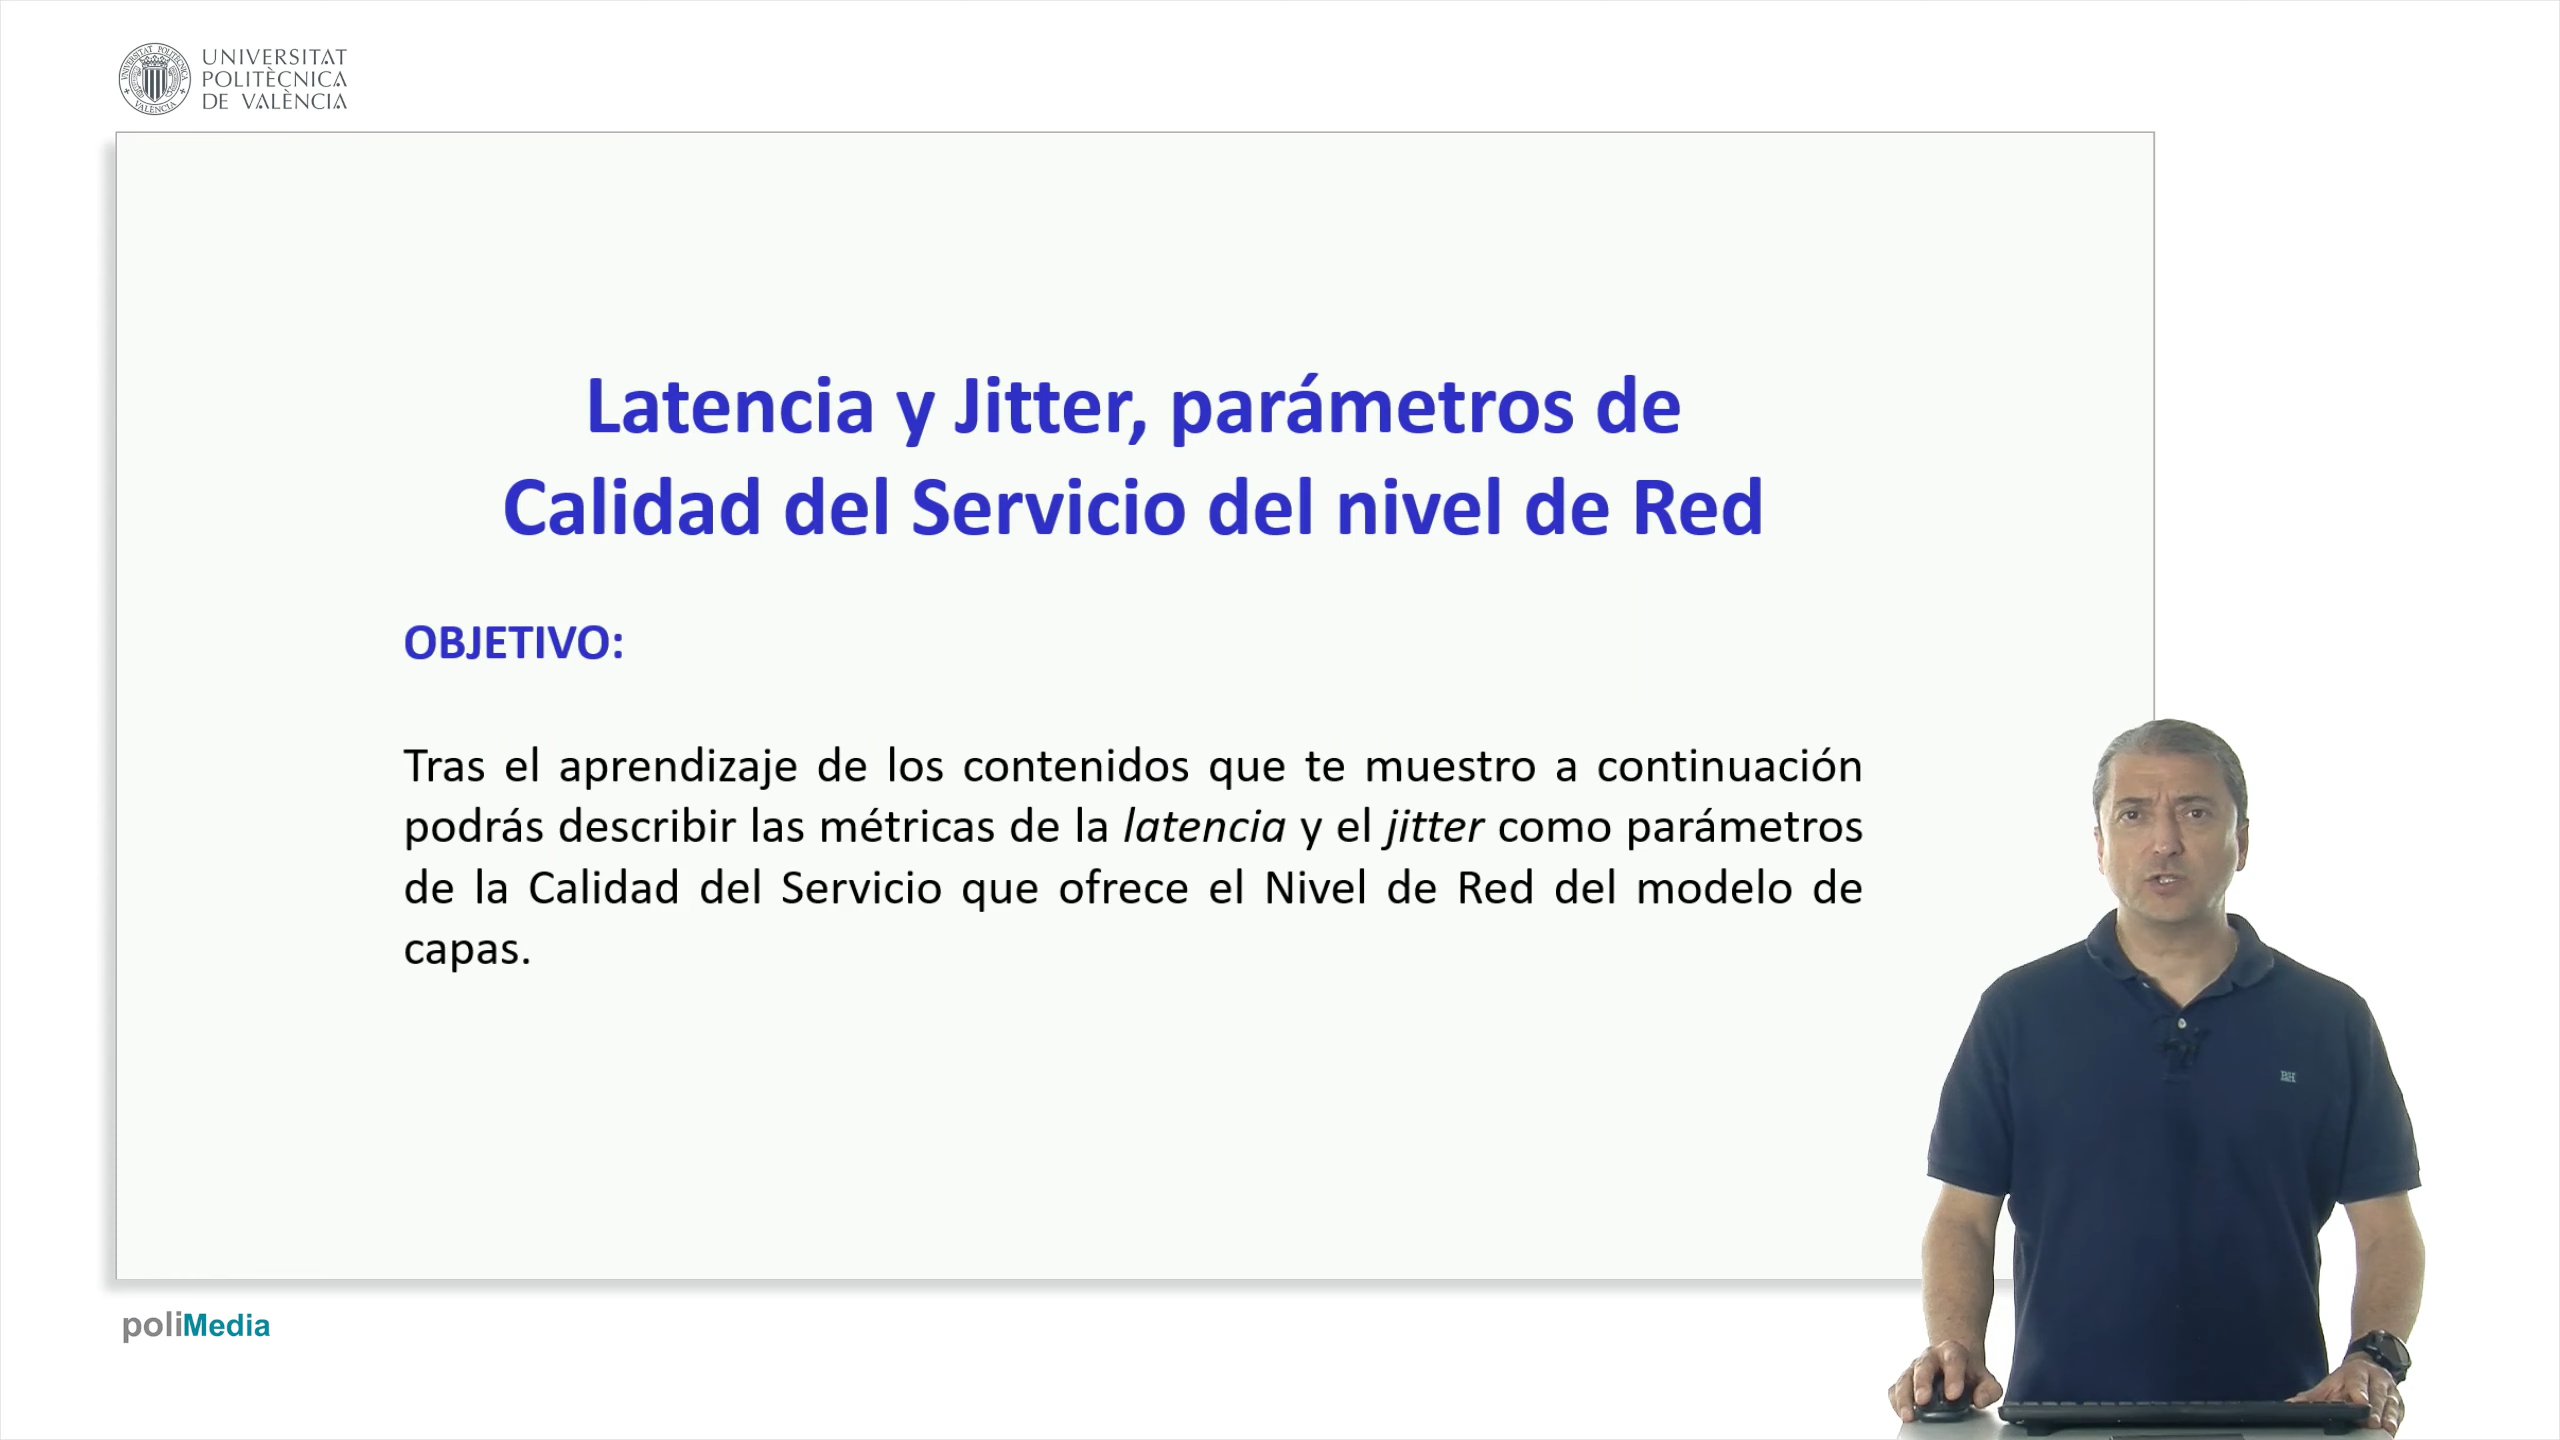 UNIVERSITAT
POLITÈCNICA
DE VALÈNCIA
Latencia y Jitter, parámetros de
Calidad del Servicio del nivel de Red
OBJETIVO:
Tras el aprendizaje de los contenidos que te muestro a continuación
podrás describir las métricas de la latencia y el jitter como parámetros
de la Calidad del Servicio que ofrece el Nivel de Red del modelo de
capas.
poliMedia